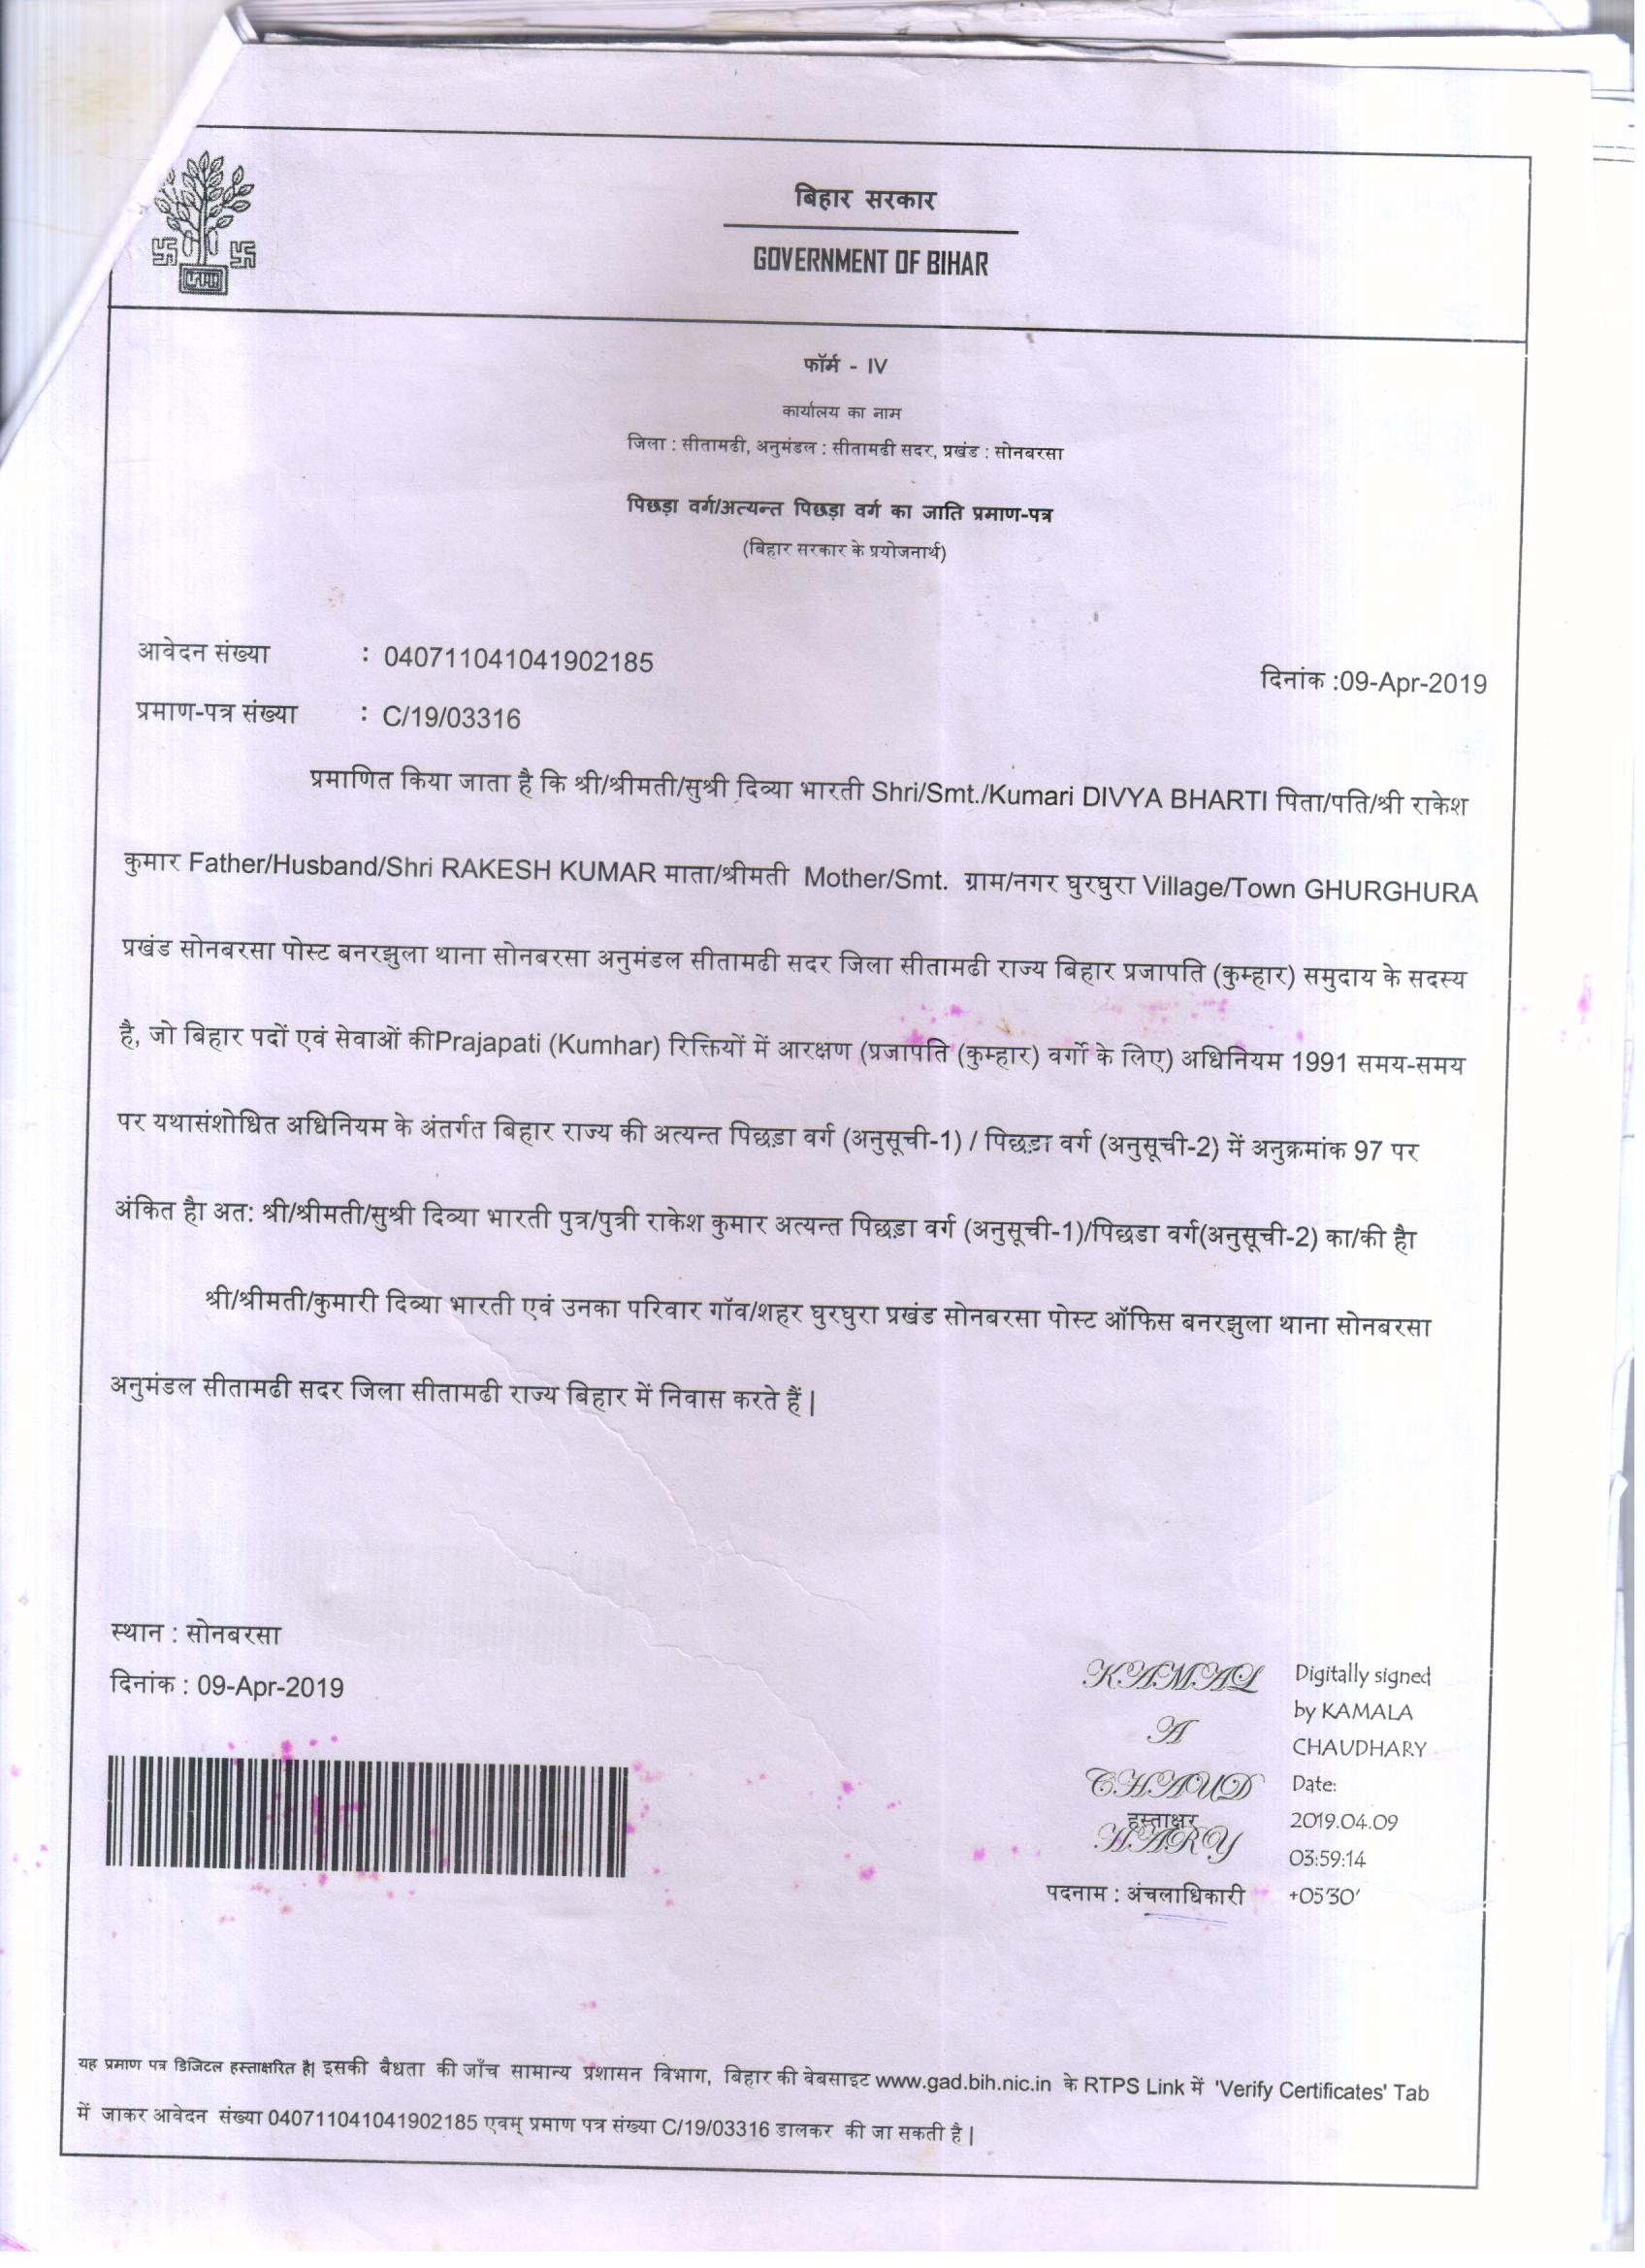 बिहार सरकार
GOVERNMENT OF BIHAR
फॉर्म - IV
कार्यालय का नाम
जिला : सीतामढी, अनुमंडल : सीतामढी सदर, प्रखंड : सोनबरसा
पिछड़ा वर्ग/अत्यन्त पिछड़ा वर्ग का जाति प्रमाण-पत्र
(बिहार सरकार के प्रयोजनार्थ)
आवेदन संख्या : 040711041041902185
दिनांक :09-Apr-2019
प्रमाण-पत्र संख्या : C/19/03316
प्रमाणित किया जाता है कि श्री/श्रीमती/सुश्री दिव्या भारती Shri/Smt./Kumari DIVYA BHARTI पिता/पति/श्री राकेश
कुमार Father/Husband/Shri RAKESH KUMAR माता/श्रीमती Mother/Smt. ग्राम/नगर घुरघुरा Village/Town GHURGHURA
प्रखंड सोनबरसा पोस्ट बनरझुला थाना सोनबरसा अनुमंडल सीतामढी सदर जिला सीतामढी राज्य बिहार प्रजापति (कुम्हार) समुदाय के सदस्य
है, जो बिहार पदों एवं सेवाओं कीPrajapati (Kumhar) रिक्तियों में आरक्षण (प्रजापति (कुम्हार) वर्गो के लिए) अधिनियम 1991 समय-समय
पर यथासंशोधित अधिनियम के अंतर्गत बिहार राज्य की अत्यन्त पिछड़ा वर्ग (अनुसूची-1) / पिछड़ा वर्ग (अनुसूची-2) में अनुक्रमांक 97 पर
अंकित हैा अत: श्री/श्रीमती/सुश्री दिव्या भारती पुत्र/पुत्री राकेश कुमार अत्यन्त पिछड़ा वर्ग (अनुसूची-1)/पिछडा वर्ग(अनुसूची-2) का/की हैा
श्री/श्रीमती/कुमारी दिव्या भारती एवं उनका परिवार गॉव/शहर घुरघुरा प्रखंड सोनबरसा पोस्ट ऑफिस बनरझुला थाना सोनबरसा
अनुमंडल सीतामढी सदर जिला सीतामढी राज्य बिहार में निवास करते हैं |
स्थान : सोनबरसा
दिनांक : 09-Apr-2019
KAMAL
A
CHAUD
हस्ताक्षर
HARY
पदनाम : अंचलाधिकारी
Digitally signed
by KAMALA
CHAUDHARY
Date:
2019.04.09
03:59:14
+05'30'
यह प्रमाण पत्र डिजिटल हस्ताक्षरित है| इसकी बैधता की जाँच सामान्य प्रशासन विभाग, बिहार की वेबसाइट www.gad.bih.nic.in के RTPS Link में 'Verify Certificates' Tab
में जाकर आवेदन संख्या 040711041041902185 एवम् प्रमाण पत्र संख्या C/19/03316 डालकर की जा सकती है |